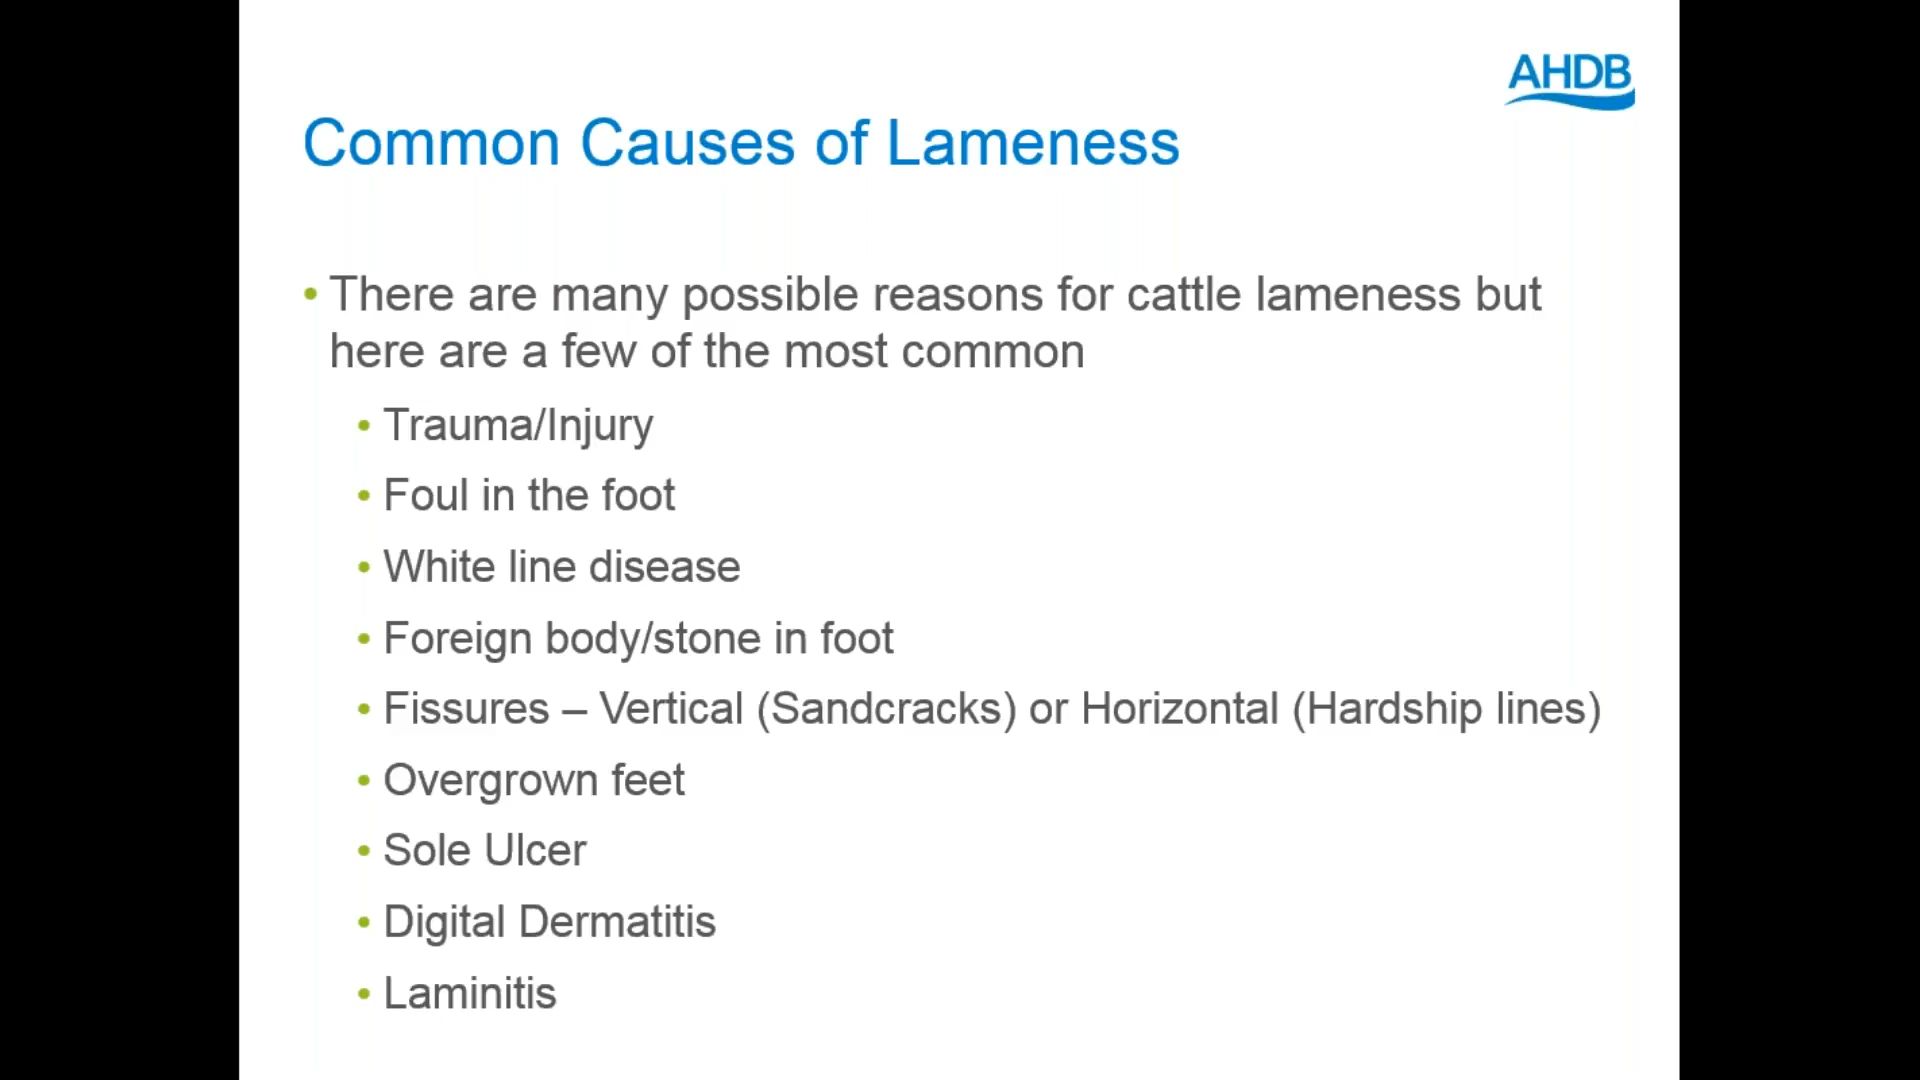 AHDB
Common Causes of Lameness
• There are many possible reasons for cattle lameness but
here are a few of the most common
• Trauma/Injury
• Foul in the foot
• White line disease
• Foreign body/stone in foot
• Fissures – Vertical (Sandcracks) or Horizontal (Hardship lines)
• Overgrown feet
• Sole Ulcer
• Digital Dermatitis
• Laminitis